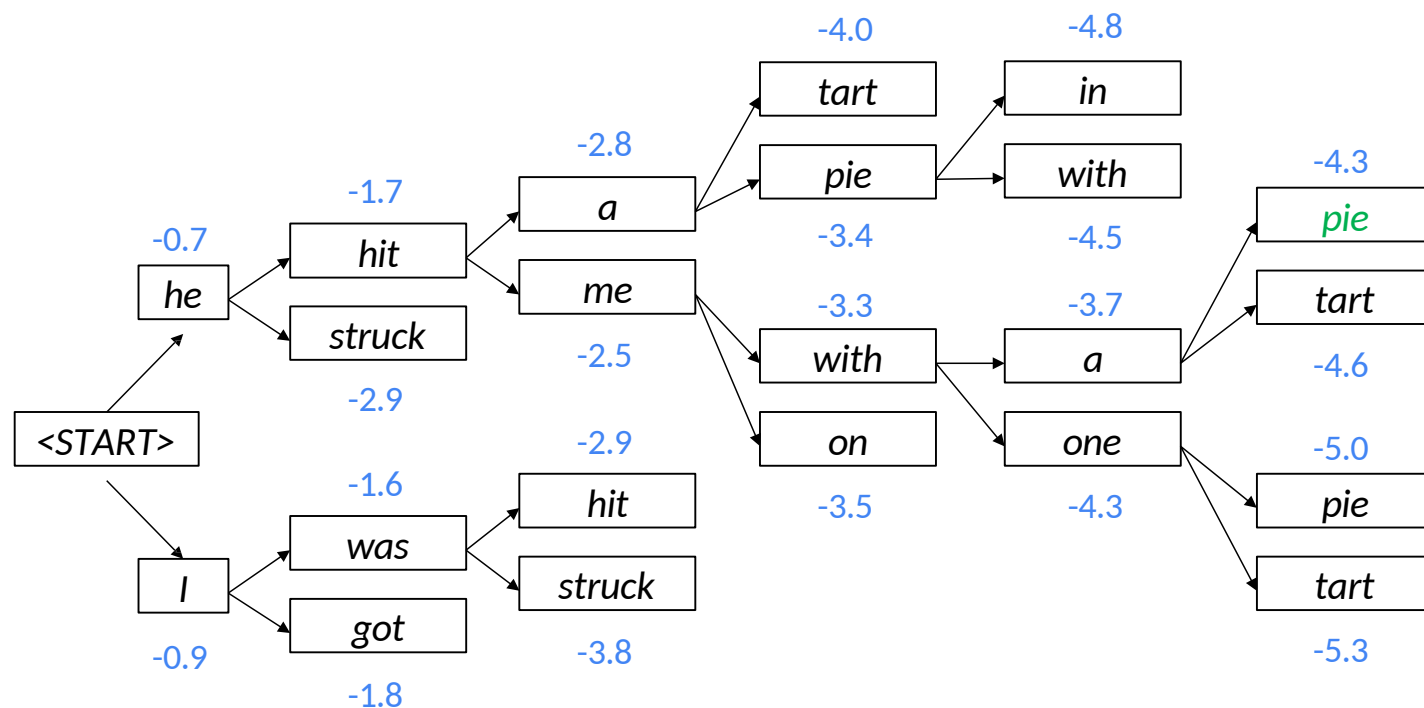 -4.0
-4.8
tart
in
-2.8
-4.3
pie
with
-1.7
a
pie
-0.7
-3.4
-4.5
hit
he
me
-3.3
-3.7
tart
struck
-2.5
with
a
-4.6
-2.9
<START>
-2.9
on
one
-5.0
-1.6
hit
-3.5
-4.3
pie
was
I
struck
tart
got
-0.9
-3.8
-5.3
-1.8